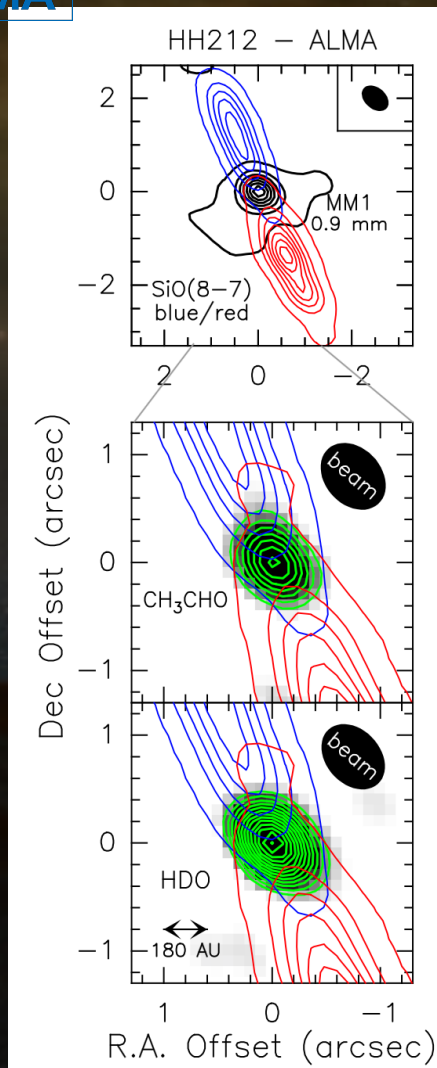 HH212 – ALMA
2
0
−2
MM1
0.9 mm
SiO(8−7)
blue/red
2
0
−2
Dec Offset (arcsec)
1
0
−1
beam
CH₃CHO
1
0
−1
beam
HDO
180 AU
1
0
−1
R.A. Offset (arcsec)